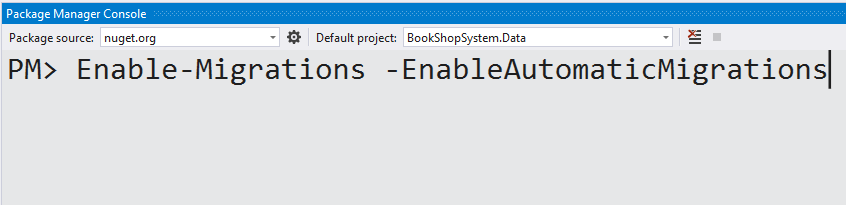 Package Manager Console
Package source: nuget.org Default project: BookShopSystem.Data
PM> Enable-Migrations -EnableAutomaticMigrations